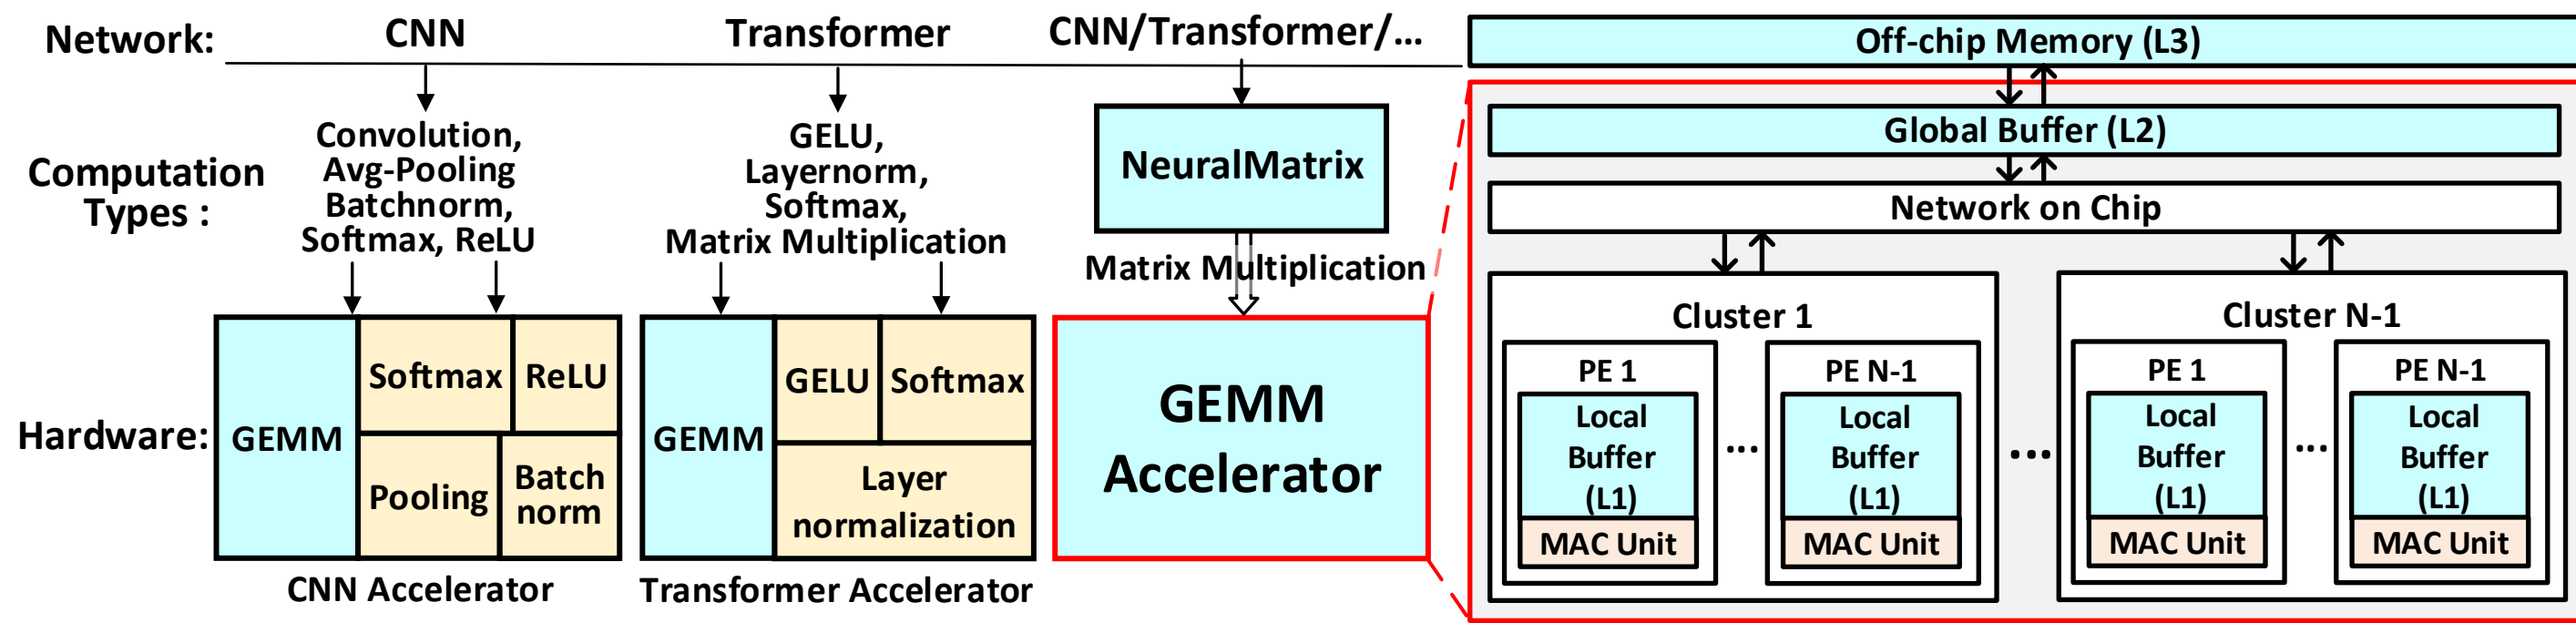 Network:
CNN
Transformer
CNN/Transformer/...
Computation
Types :
Convolution,
Avg-Pooling
Batchnorm,
Softmax, ReLU
GELU,
Layernorm,
Softmax,
Matrix Multiplication
NeuralMatrix
Matrix Multiplication
Hardware:
GEMM
Softmax
ReLU
Pooling
Batch
norm
CNN Accelerator
GEMM
GELU
Softmax
Layer
normalization
Transformer Accelerator
GEMM
Accelerator
Off-chip Memory (L3)
Global Buffer (L2)
Network on Chip
Cluster 1
PE 1
Local
Buffer
(L1)
MAC Unit
...
PE N-1
Local
Buffer
(L1)
MAC Unit
...
Cluster N-1
PE 1
Local
Buffer
(L1)
MAC Unit
...
PE N-1
Local
Buffer
(L1)
MAC Unit